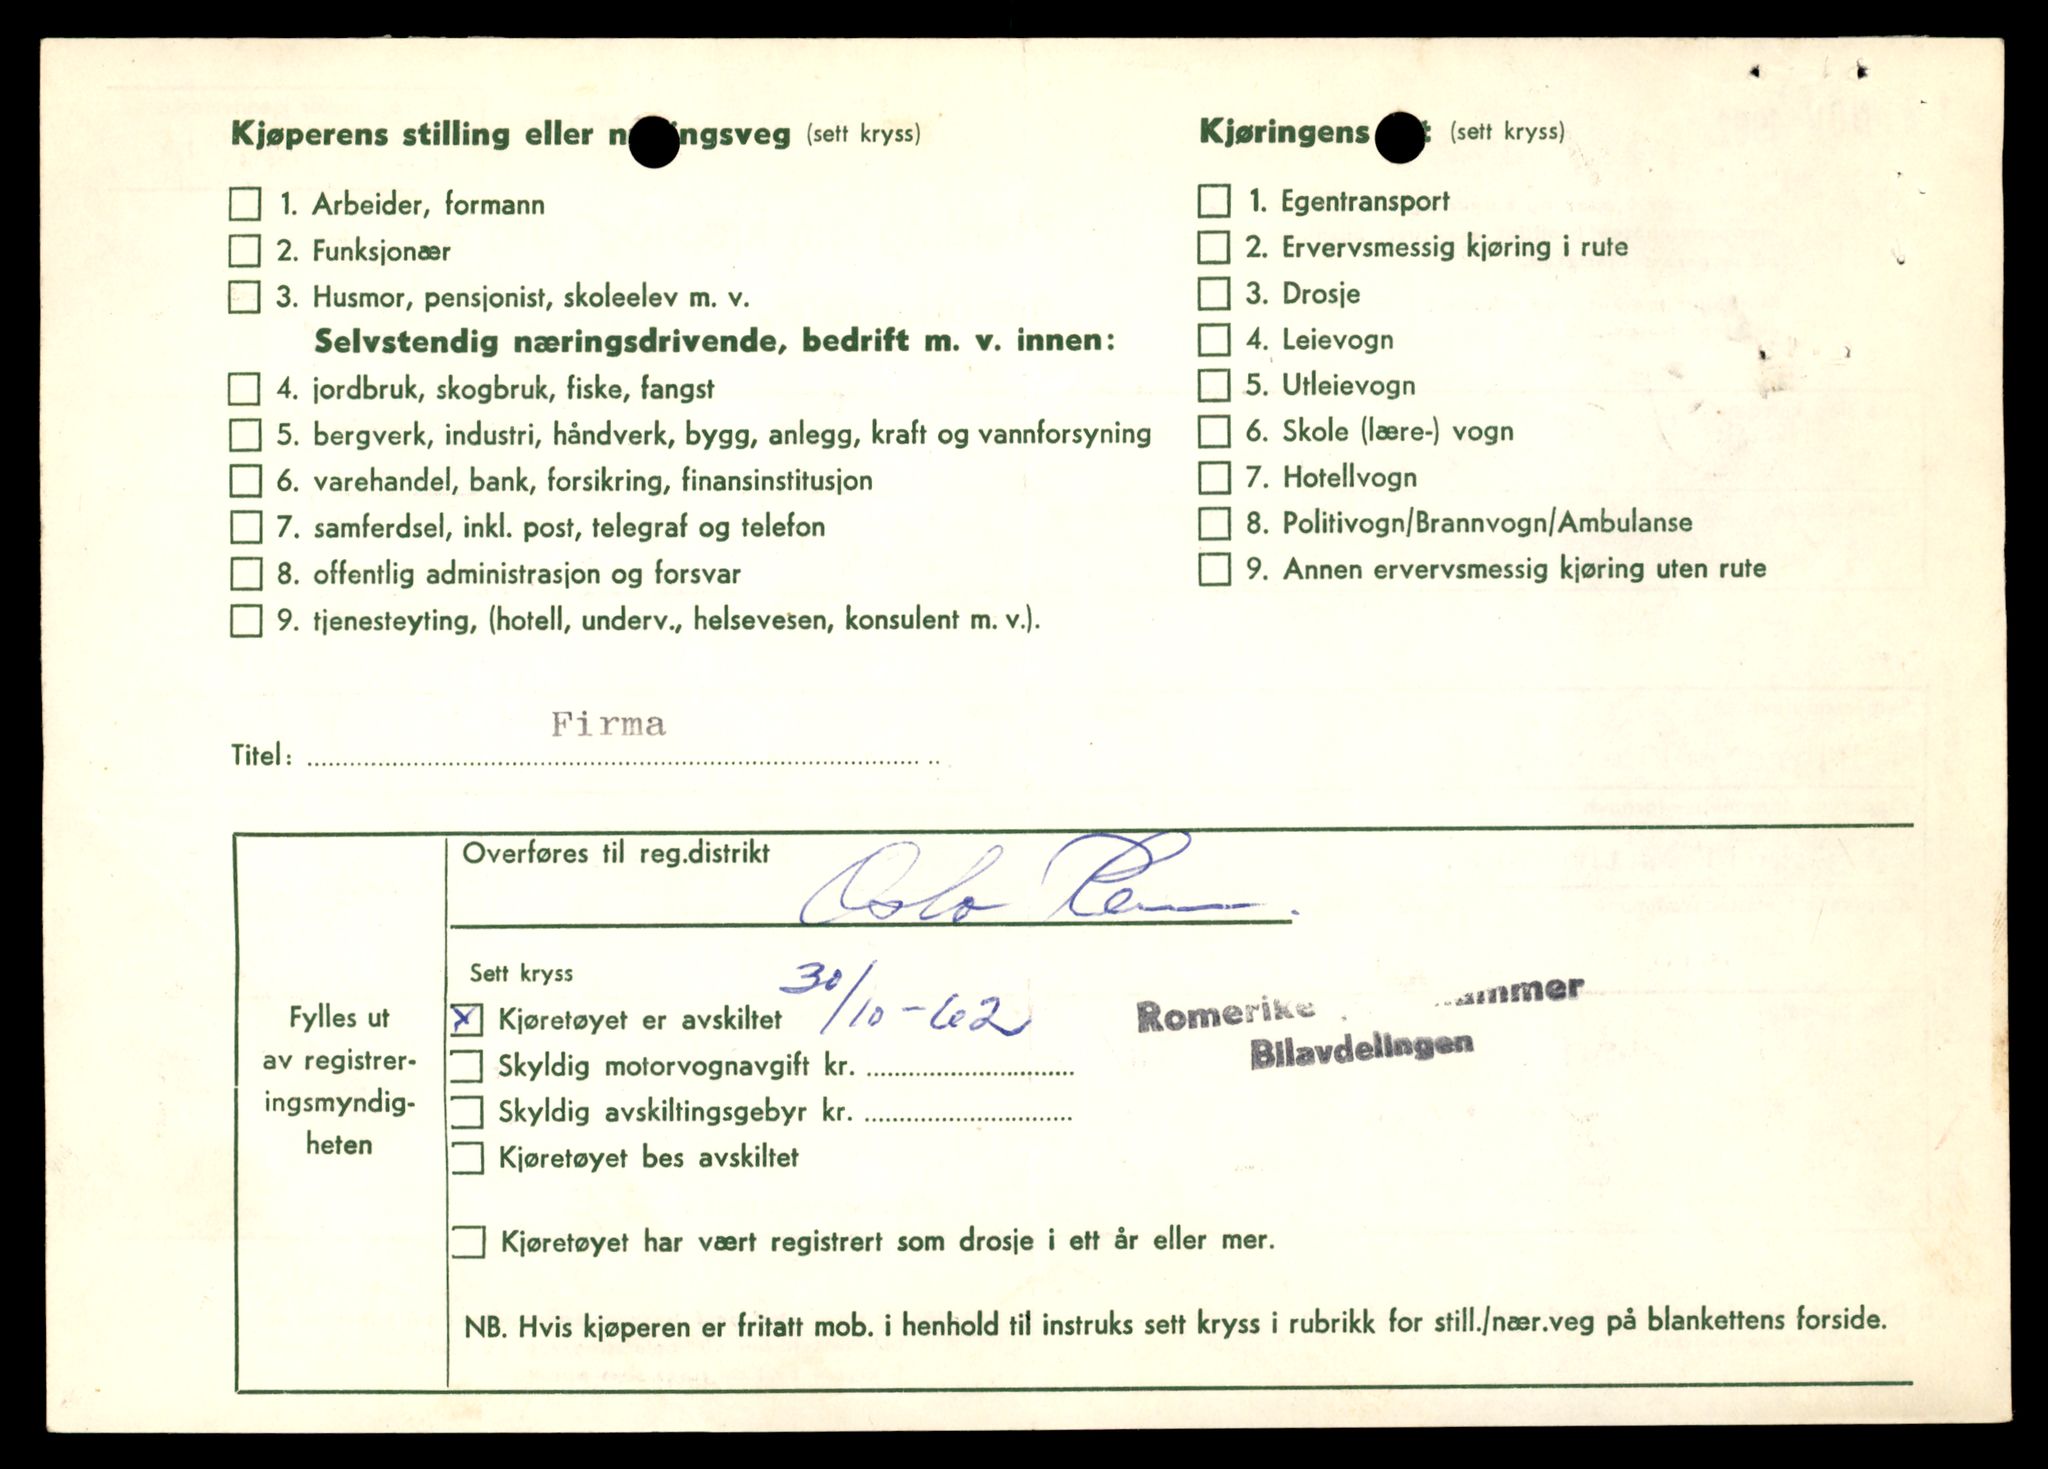 Kjøperens stilling eller næringsveg (sett kryss)
1. Arbeider, formann
2. Funksjonær
3. Husmor, pensjonist, skoleelev m. v.
Selvstendig næringsdrivende, bedrift m. v. innen:
4. jordbruk, skogbruk, fiske, fangst
5. bergverk, industri, håndverk, bygg, anlegg, kraft og vannforsyning
6. varehandel, bank, forsikring, finansinstitusjon
7. samferdsel, inkl. post, telegraf og telefon
8. offentlig administrasjon og forsvar
9. tjenesteyting, (hotell, underv., helsevesen, konsulent m. v.).
Kjøringens (sett kryss)
1. Egentransport
2. Ervervsmessig kjøring i rute
3. Drosje
4. Leievogn
5. Utleievogn
6. Skole (lære-) vogn
7. Hotellvogn
8. Politivogn/Brannvogn/Ambulanse
9. Annen ervervsmessig kjøring uten rute
Firma
Titel:
Fylles ut
av registrer-
ingsmyndig-
heten
Overføres til reg.distrikt
Oslo
Sett kryss
X Kjøretøyet er avskiltet 30/10-62
Romerike
Bilavdelingen
Skyldig motorvognavgift kr.
Skyldig avskiltingsgebyr kr.
Kjøretøyet bes avskiltet
Kjøretøyet har vært registrert som drosje i ett år eller mer.
NB. Hvis kjøperen er fritatt mob. i henhold til instruks sett kryss i rubrikk for still./nær.veg på blankettens forside.